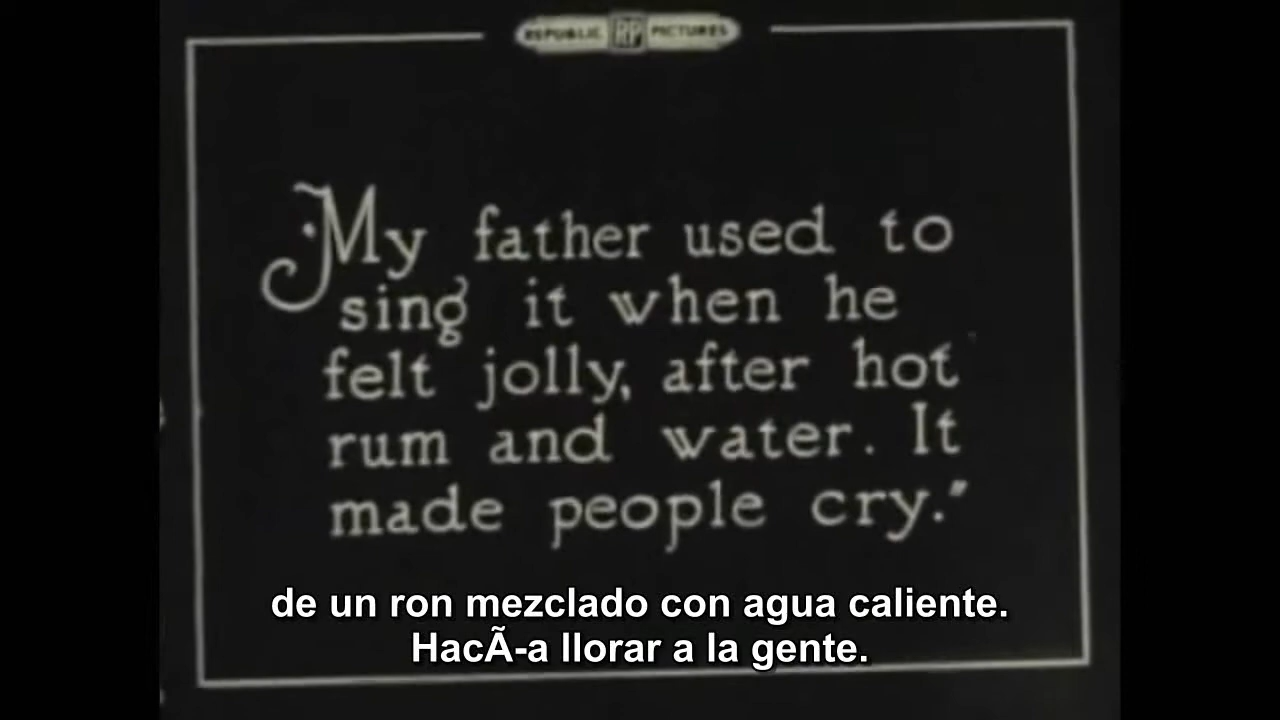 REPUBLIC RP PICTURES
My father used to
sing it when he
felt jolly, after hot
rum and water. It
made people cry."
de un ron mezclado con agua caliente.
HacÃ-a llorar a la gente.